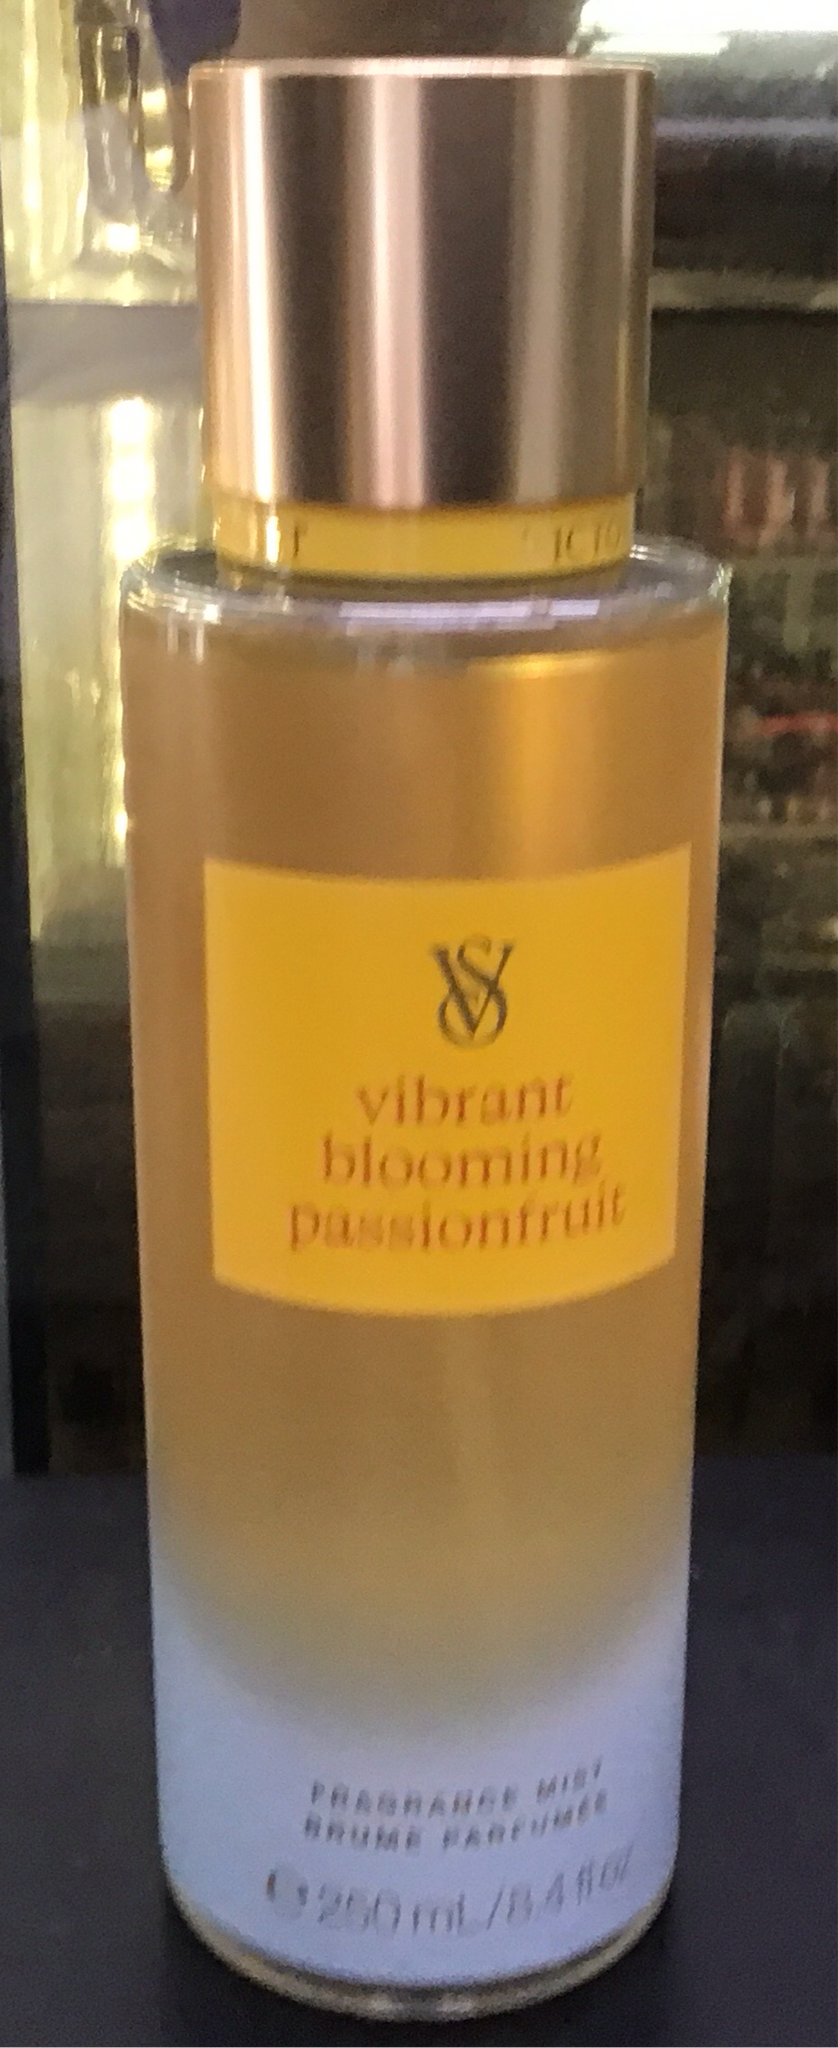 VS
vibrant
blooming
passionfruit
FRAGRANCE MIST
BRUME PARFUMÉE
℮ 250 mL/8.4 fl oz